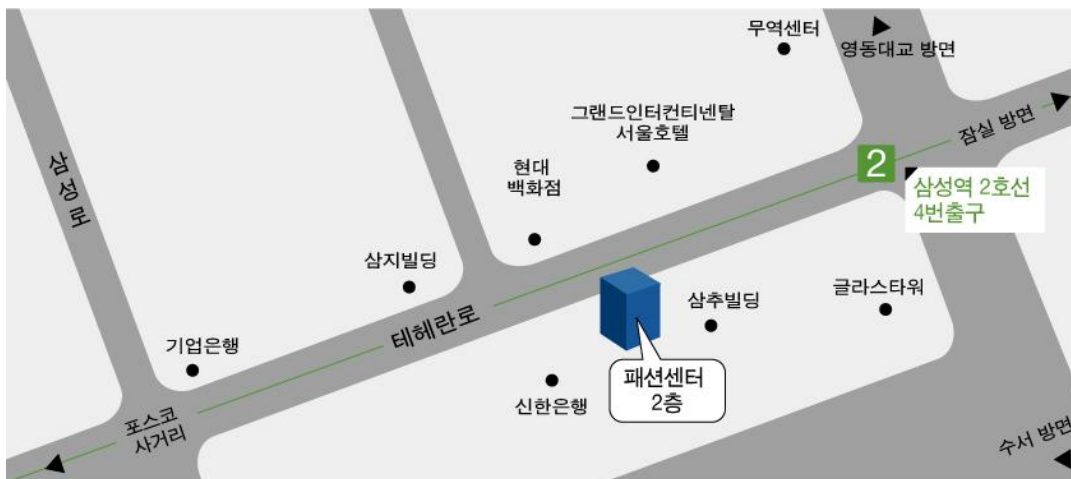 무역센터
영동대교 방면
그랜드인터컨티넨탈
서울호텔
잠실 방면
2
삼성역 2호선
4번출구
삼성로
현대
백화점
삼지빌딩
테헤란로
삼추빌딩
글라스타워
기업은행
패션센터
2층
신한은행
포스코
사거리
수서 방면